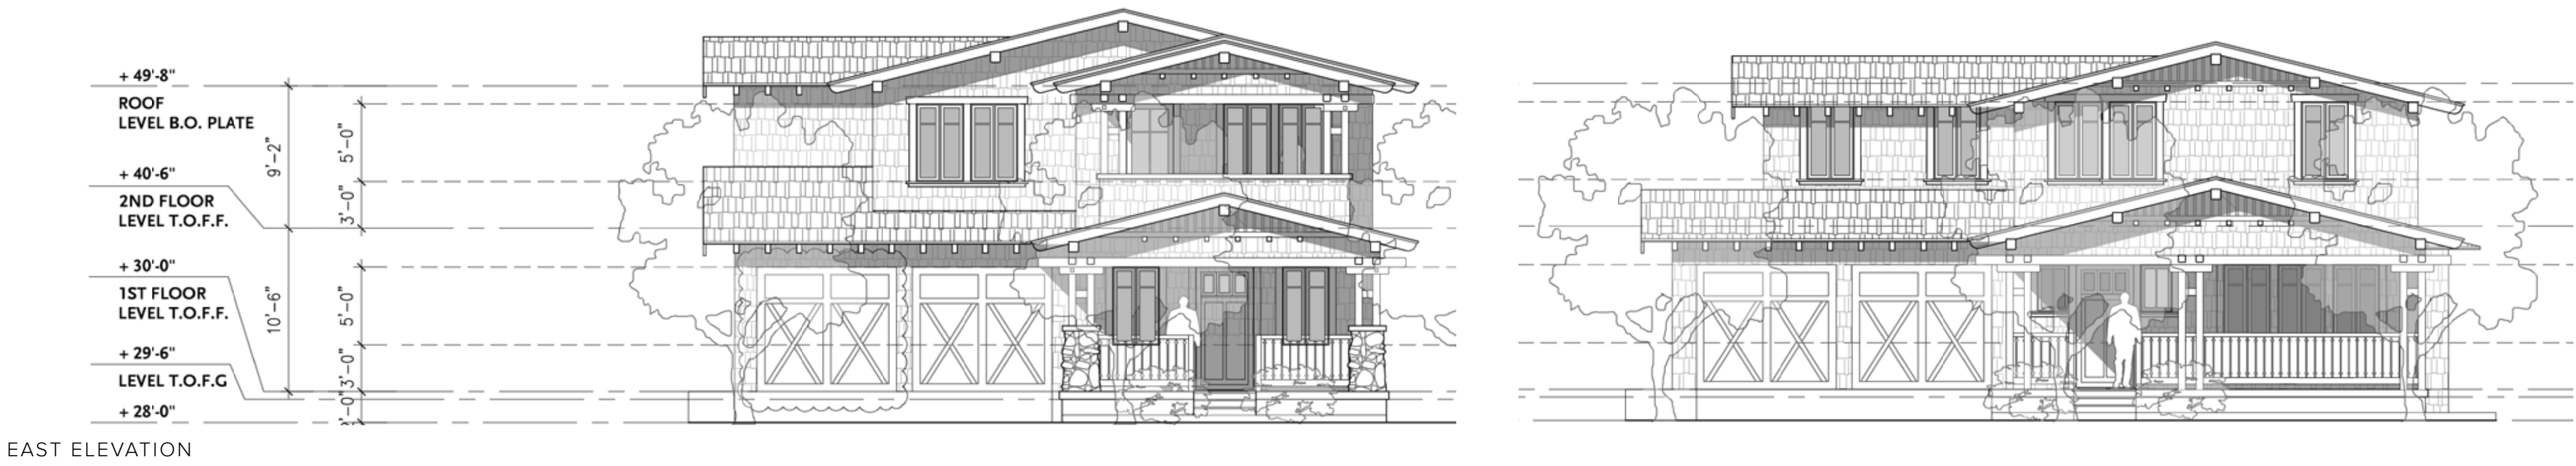 + 49'-8"
ROOF
LEVEL B.O. PLATE
+ 40'-6"
2ND FLOOR
LEVEL T.O.F.F.
+ 30'-0"
1ST FLOOR
LEVEL T.O.F.F.
+ 29'-6"
LEVEL T.O.F.G
+ 28'-0"
9'-2"
10'-6"
5'-0"
3'-0"
5'-0"
3'-0"
EAST ELEVATION